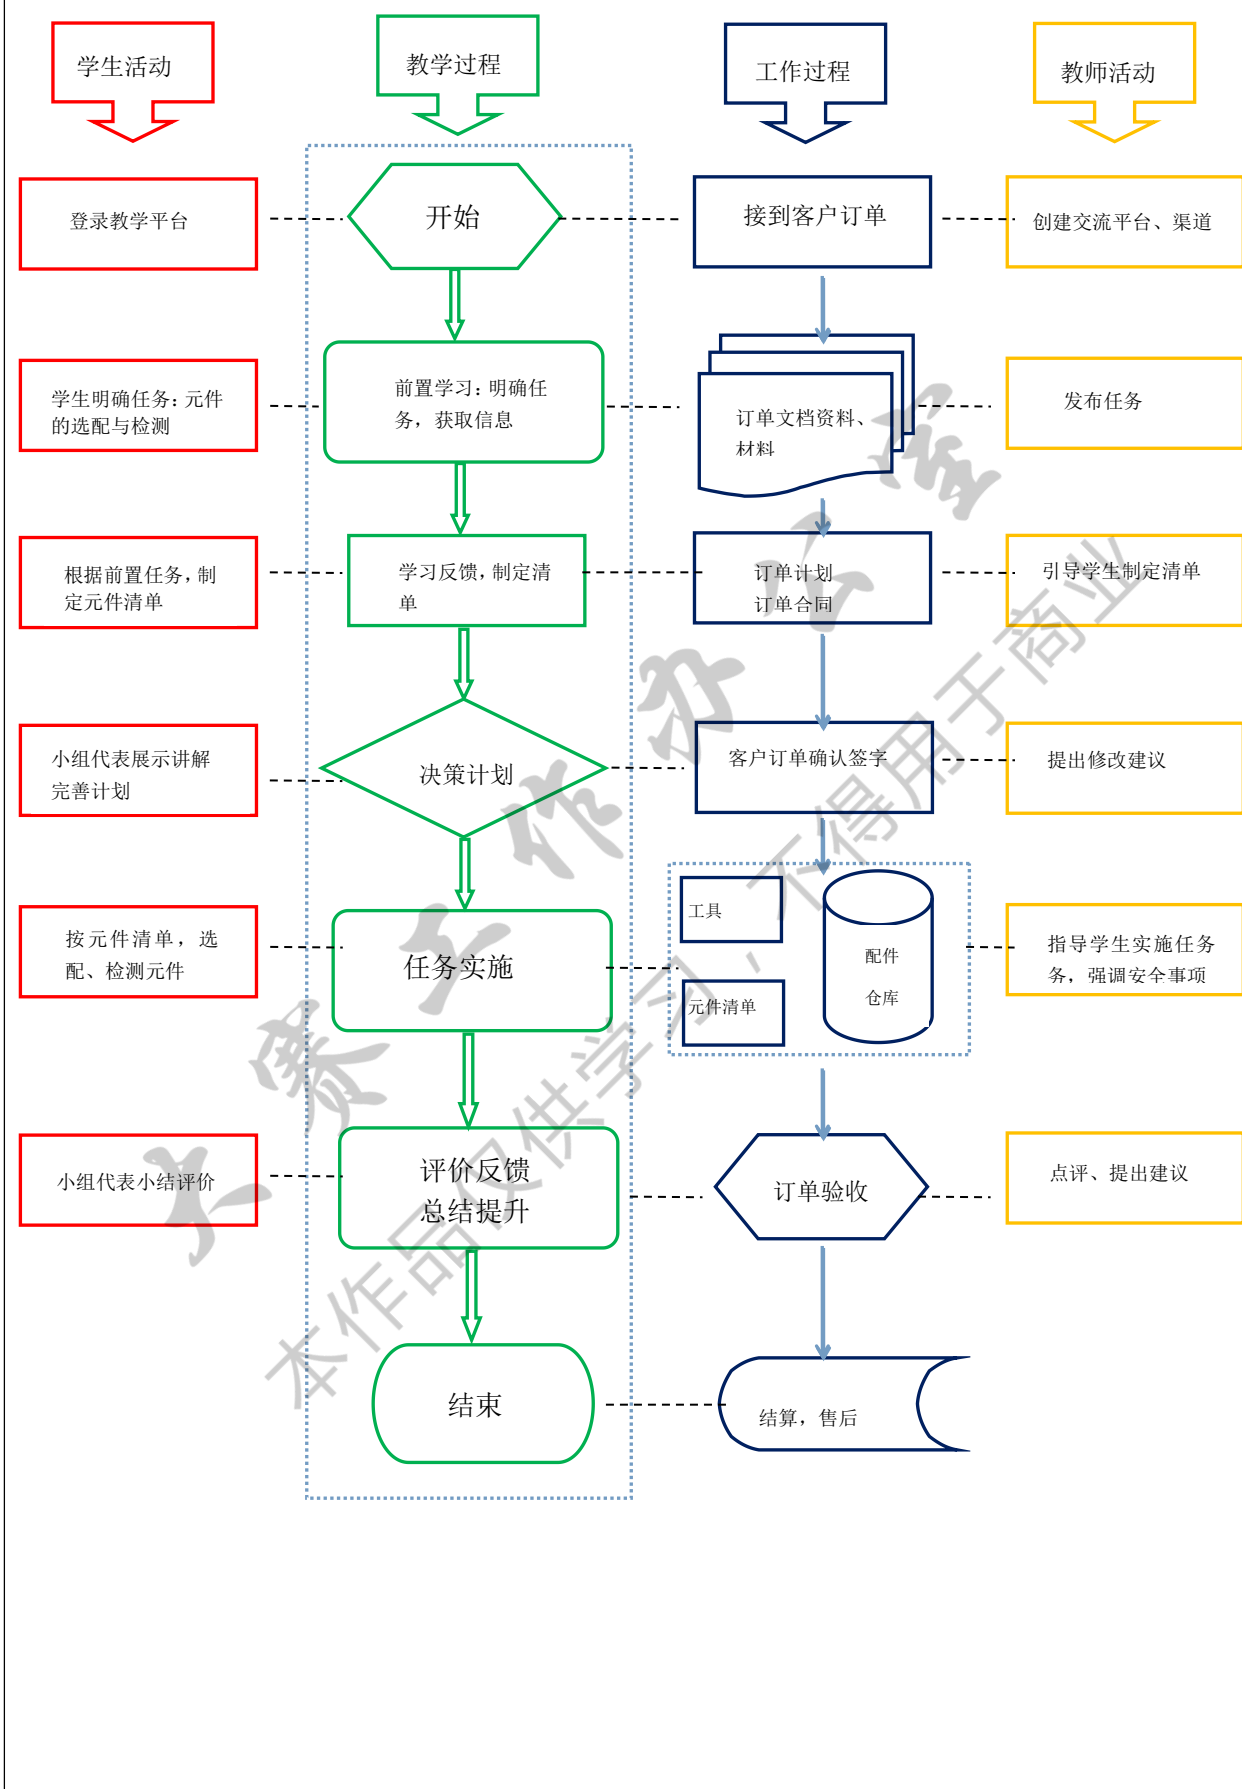 学生活动
教学过程
工作过程
教师活动
登录教学平台
开始
接到客户订单
创建交流平台、渠道
学生明确任务：元件
的选配与检测
前置学习：明确任
务，获取信息
订单文档资料、
材料
发布任务
根据前置任务，制
定元件清单
学习反馈，制定清
单
订单计划
订单合同
引导学生制定清单
小组代表展示讲解
完善计划
决策计划
客户订单确认签字
提出修改建议
按元件清单，选
配、检测元件
任务实施
工具
元件清单
配件
仓库
指导学生实施任务
务，强调安全事项
小组代表小结评价
评价反馈
总结提升
订单验收
点评、提出建议
结束
结算，售后
大赛工作办公室
本作品仅供学习，不得用于商业